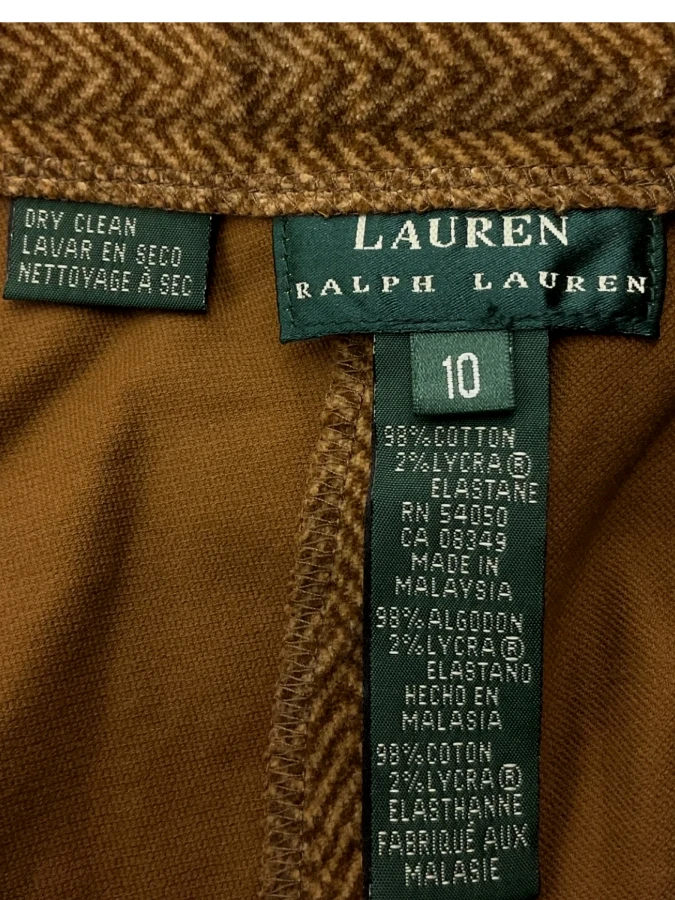 DRY CLEAN
LAVAR EN SECO
NETTOYAGE À SEC
LAUREN
RALPH LAUREN
10
98% COTTON
2% LYCRA®
ELASTANE
RN 54050
CA 08349
MADE IN
MALAYSIA
98% ALGODON
2% LYCRA®
ELASTANO
HECHO EN
MALASIA
98% COTON
2% LYCRA®
ELASTHANNE
FABRIQUÉ AUX
MALASIE